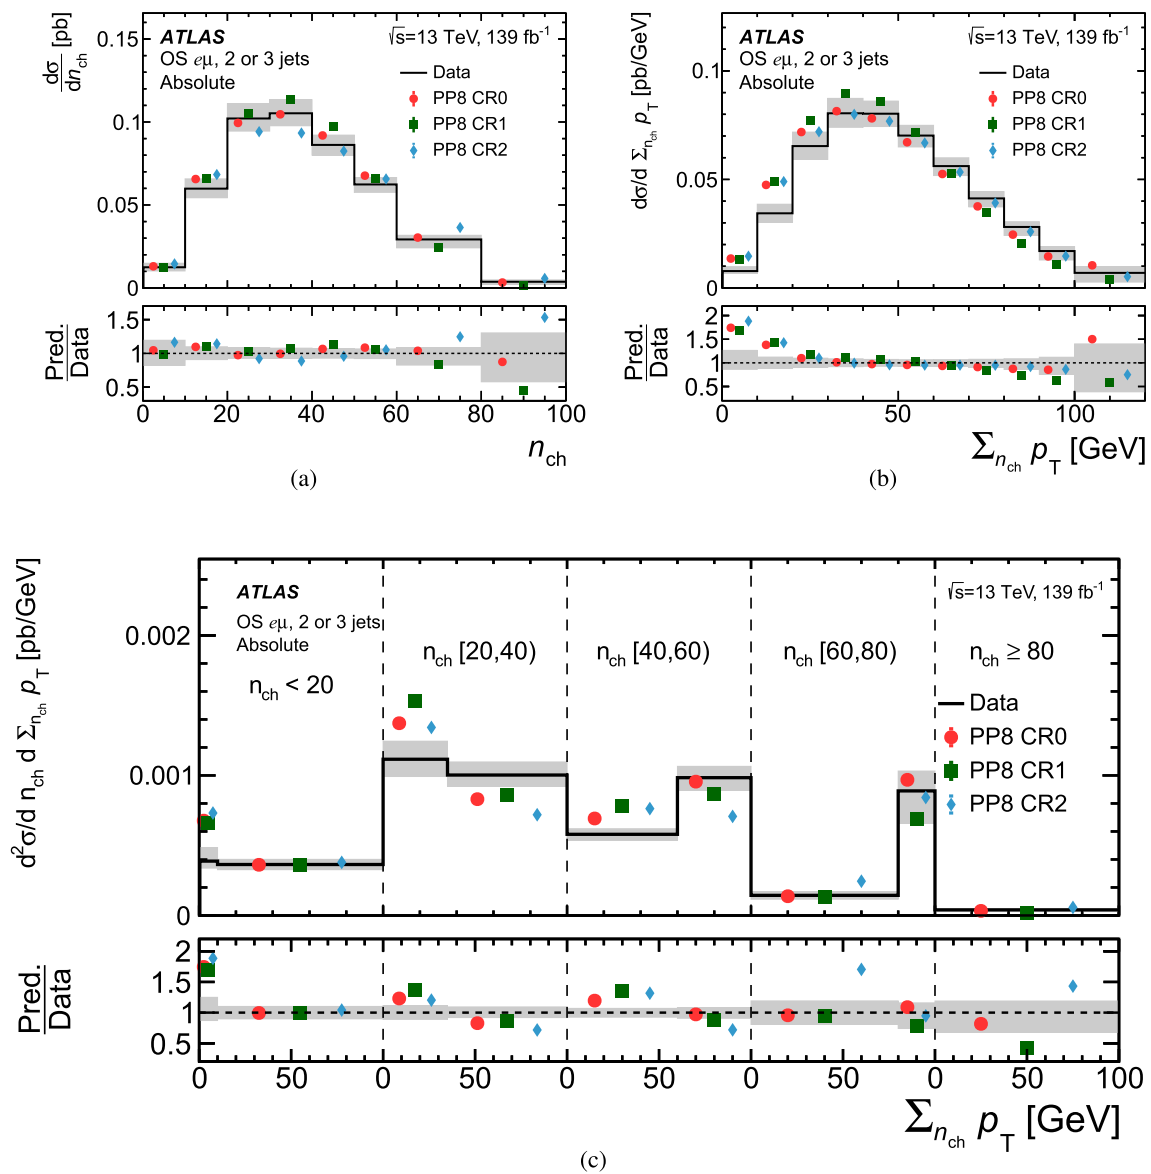 dσ/dn_ch [pb]
ATLAS
√s=13 TeV, 139 fb⁻¹
OS eμ, 2 or 3 jets
Absolute
Data
PP8 CR0
PP8 CR1
PP8 CR2
0.15
0.1
0.05
0
Pred.
Data
1.5
1
0.5
0 20 40 60 80 100
n_ch
(a)
dσ/d Σ_n_ch p_T [pb/GeV]
ATLAS
√s=13 TeV, 139 fb⁻¹
OS eμ, 2 or 3 jets
Absolute
Data
PP8 CR0
PP8 CR1
PP8 CR2
0.1
0.05
0
Pred.
Data
2
1.5
1
0.5
0 50 100
Σ_n_ch p_T [GeV]
(b)
d²σ/d n_ch d Σ_n_ch p_T [pb/GeV]
ATLAS
√s=13 TeV, 139 fb⁻¹
OS eμ, 2 or 3 jets
Absolute
n_ch < 20
n_ch [20,40)
n_ch [40,60)
n_ch [60,80)
n_ch ≥ 80
Data
PP8 CR0
PP8 CR1
PP8 CR2
0.002
0.001
0
Pred.
Data
2
1.5
1
0.5
0 50 0 50 0 50 0 50 0 50 100
Σ_n_ch p_T [GeV]
(c)